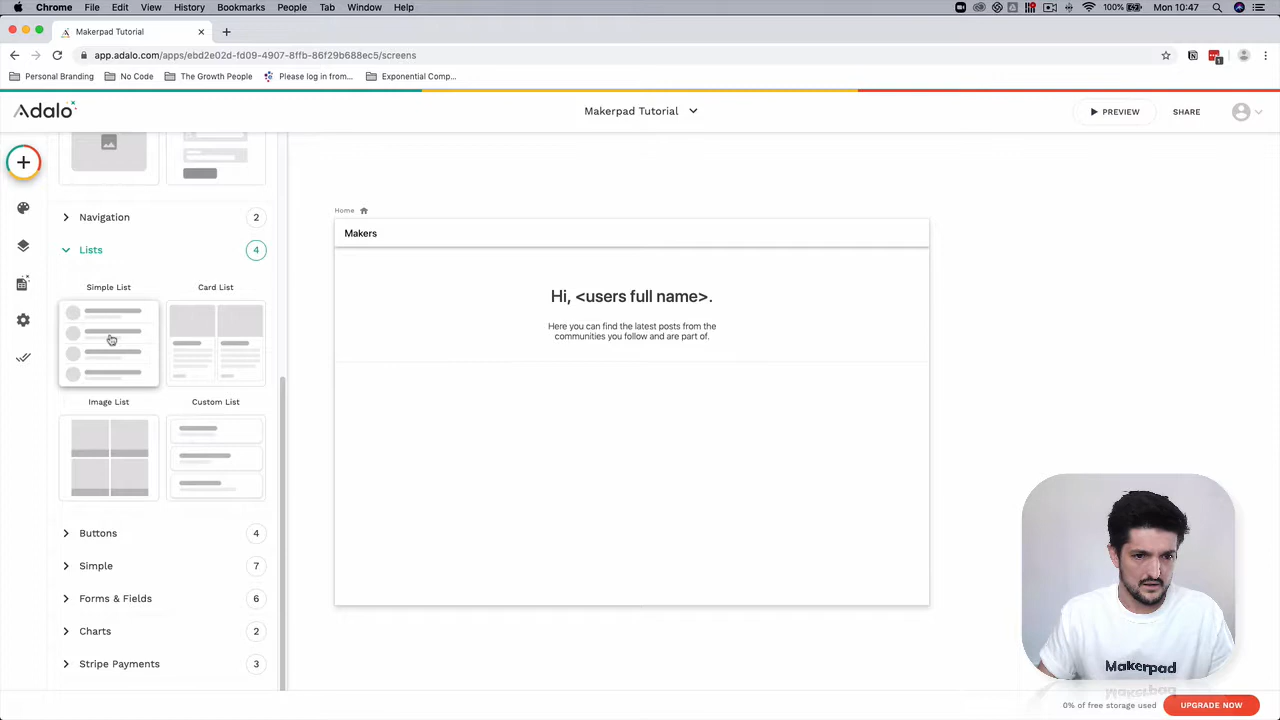 Chrome File Edit View History Bookmarks People Tab Window Help
100% Mon 10:47
Makerpad Tutorial
app.adalo.com/apps/ebd2e02d-fd09-4907-8ffb-86f29b688ec5/screens
1
Personal Branding No Code The Growth People Please log in from... Exponential Comp...
Adalo
Makerpad Tutorial
PREVIEW
SHARE
Navigation 2
Lists 4
Simple List Card List
Image List Custom List
Buttons 4
Simple 7
Forms & Fields 6
Charts 2
Stripe Payments 3
Home
Makers
Hi, <users full name>.
Here you can find the latest posts from the
communities you follow and are part of.
Makerpad
0% of free storage used UPGRADE NOW